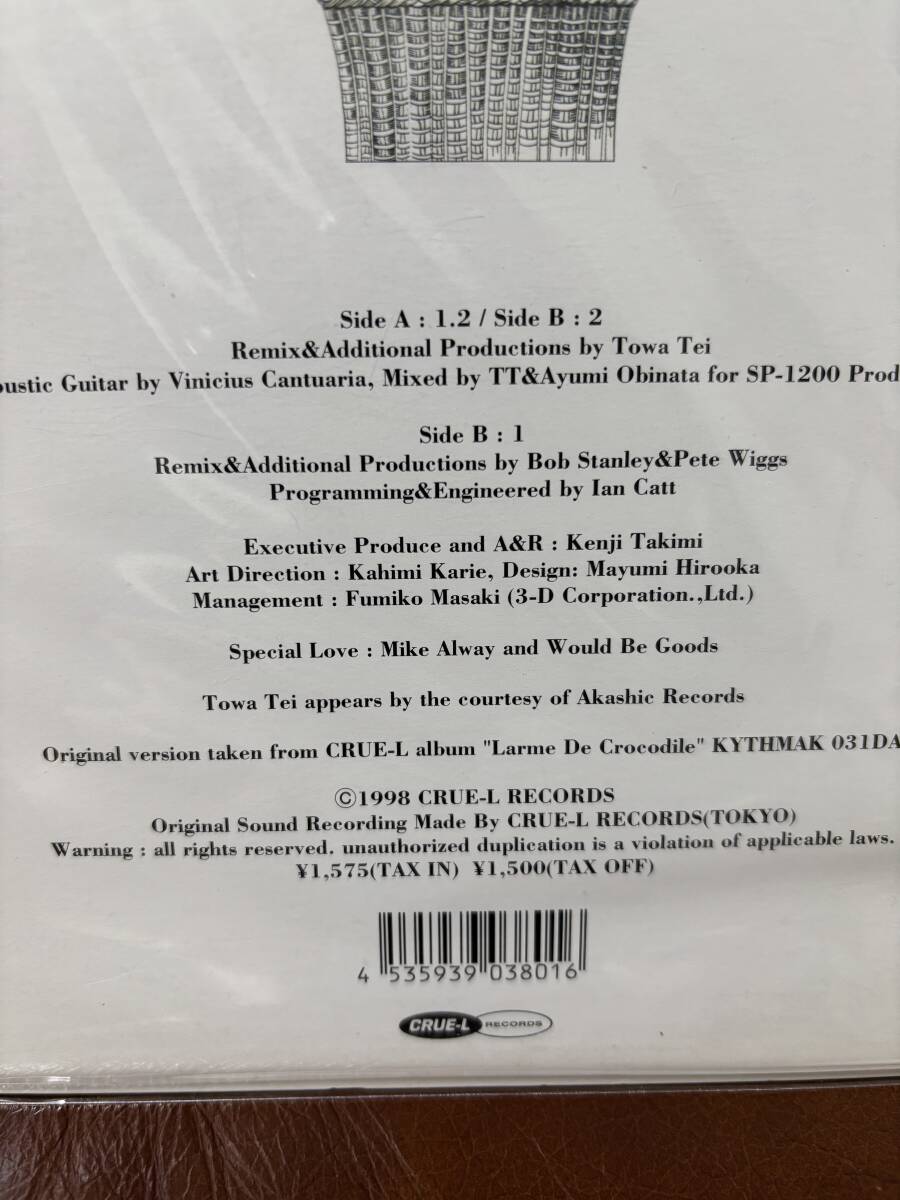 Side A : 1.2 / Side B : 2
Remix&Additional Productions by Towa Tei
Guitar by Vinicius Cantuaria, Mixed by TT&Ayumi Obinata for SP-1200
Side B : 1
Remix&Additional Productions by Bob Stanley&Pete Wiggs
Programming&Engineered by Ian Catt
Executive Produce and A&R : Kenji Takimi
Art Direction : Kahimi Karie, Design: Mayumi Hirooka
Management : Fumiko Masaki (3-D Corporation.,Ltd.)
Special Love : Mike Alway and Would Be Goods
Towa Tei appears by the courtesy of Akashic Records
Original version taken from CRUE-L album "Larme De Crocodile" KYTHMAK 031DA
©1998 CRUE-L RECORDS
Original Sound Recording Made By CRUE-L RECORDS(TOKYO)
Warning : all rights reserved. unauthorized duplication is a violation of applicable laws.
¥1,575(TAX IN) ¥1,500(TAX OFF)
4 535939 038016
CRUE-L RECORDS